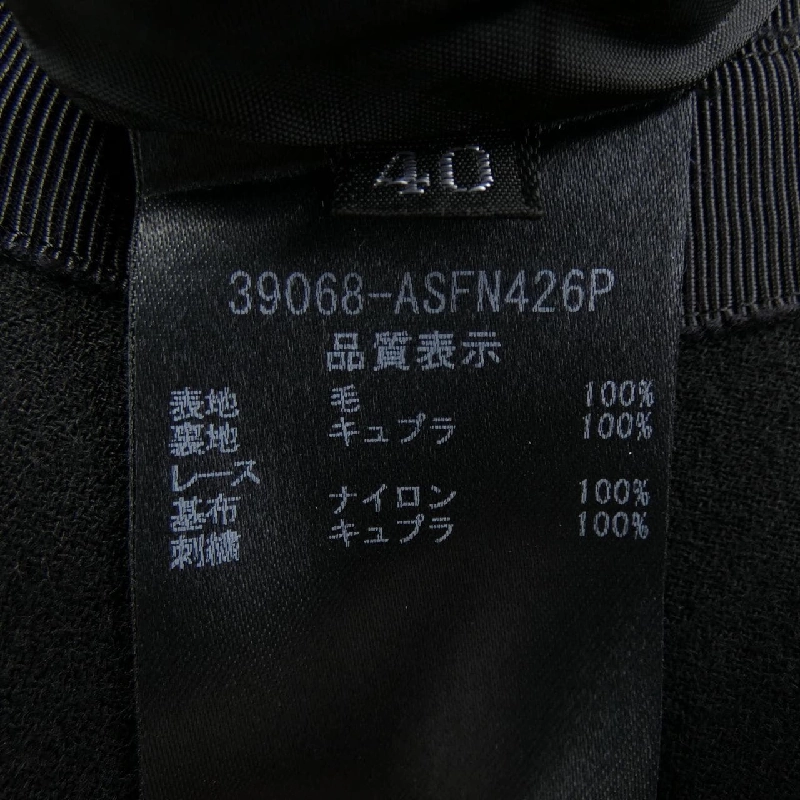 40
39068-ASFN426P
品質表示
表地 毛 100%
裏地 キュプラ 100%
レース
基布 ナイロン 100%
刺繍 キュプラ 100%